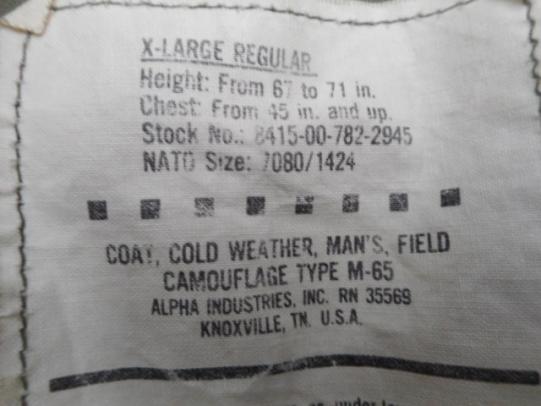 X-LARGE REGULAR
Height: From 67 to 71 in.
Chest: From 45 in. and up.
Stock No.: 8415-00-782-2945
NATO Size: 7080/1424
COAT, COLD WEATHER, MAN'S, FIELD
CAMOUFLAGE TYPE M-65
ALPHA INDUSTRIES, INC. RN 35569
KNOXVILLE, TN. U.S.A.
under